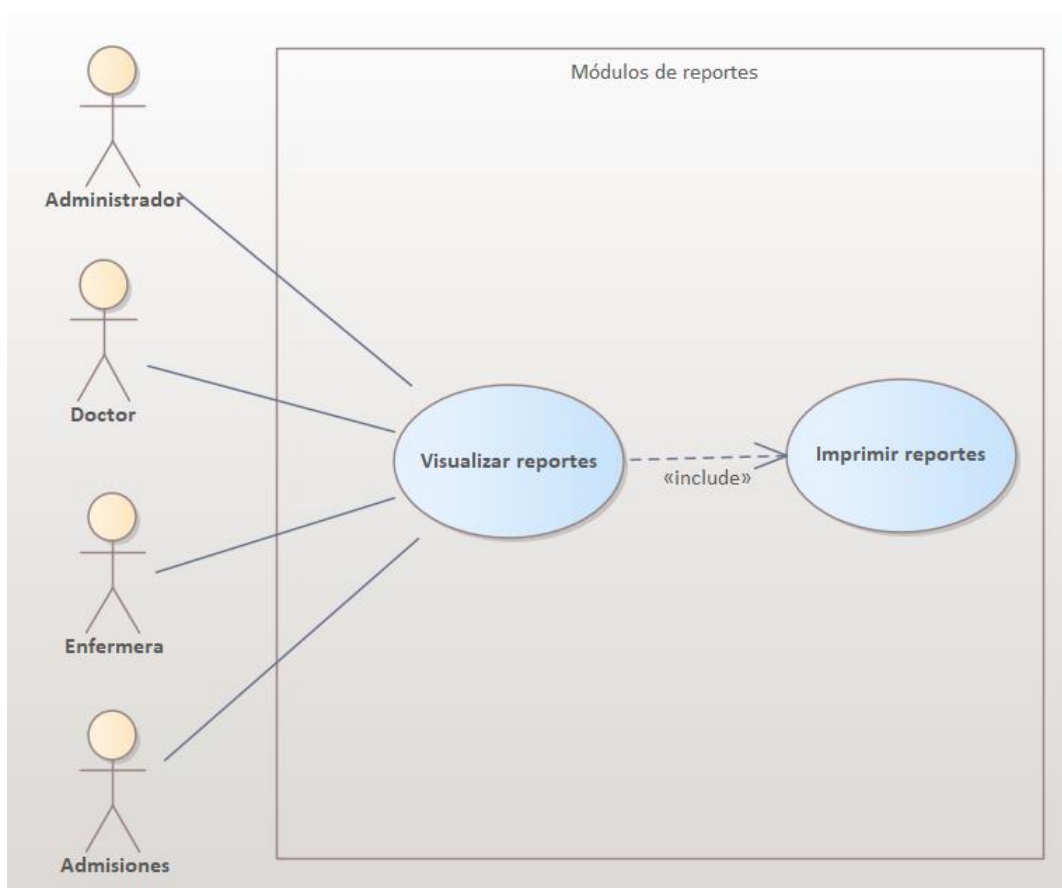 Módulos de reportes
Administrador
Doctor
Visualizar reportes
«include»
Imprimir reportes
Enfermera
Admisiones